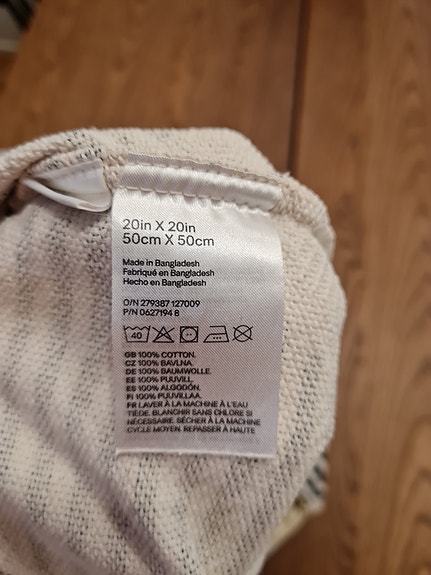 20in X 20in
50cm X 50cm
Made in Bangladesh
Fabriqué en Bangladesh
Hecho en Bangladesh
O/N 279387 127009
P/N 0627194 8
40
GB 100% COTTON.
CZ 100% BAVLNA.
DE 100% BAUMWOLLE.
EE 100% PUUVILL.
ES 100% ALGODÓN.
FI 100% PUUVILLAA.
FR LAVER À LA MACHINE À L'EAU
TIÈDE. BLANCHIR SANS CHLORE SI
NÉCESSAIRE. SÉCHER À LA MACHINE
CYCLE MOYEN. REPASSER À HAUTE